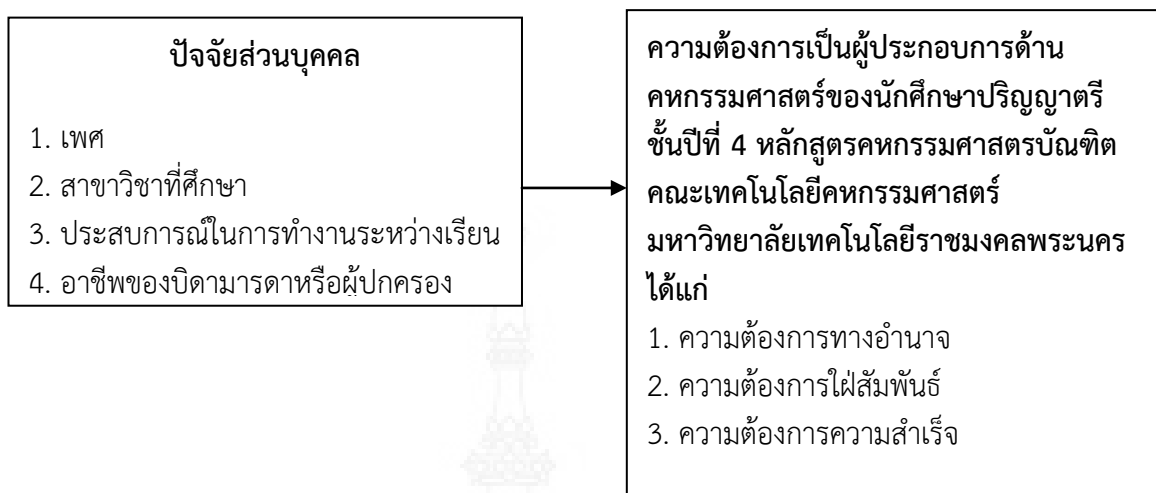 ปัจจัยส่วนบุคคล
1. เพศ
2. สาขาวิชาที่ศึกษา
3. ประสบการณ์ในการทำงานระหว่างเรียน
4. อาชีพของบิดามารดาหรือผู้ปกครอง
ความต้องการเป็นผู้ประกอบการด้าน
คหกรรมศาสตร์ของนักศึกษาปริญญาตรี
ชั้นปีที่ 4 หลักสูตรคหกรรมศาสตรบัณฑิต
คณะเทคโนโลยีคหกรรมศาสตร์
มหาวิทยาลัยเทคโนโลยีราชมงคลพระนคร
ได้แก่
1. ความต้องการทางอำนาจ
2. ความต้องการใฝ่สัมพันธ์
3. ความต้องการความสำเร็จ